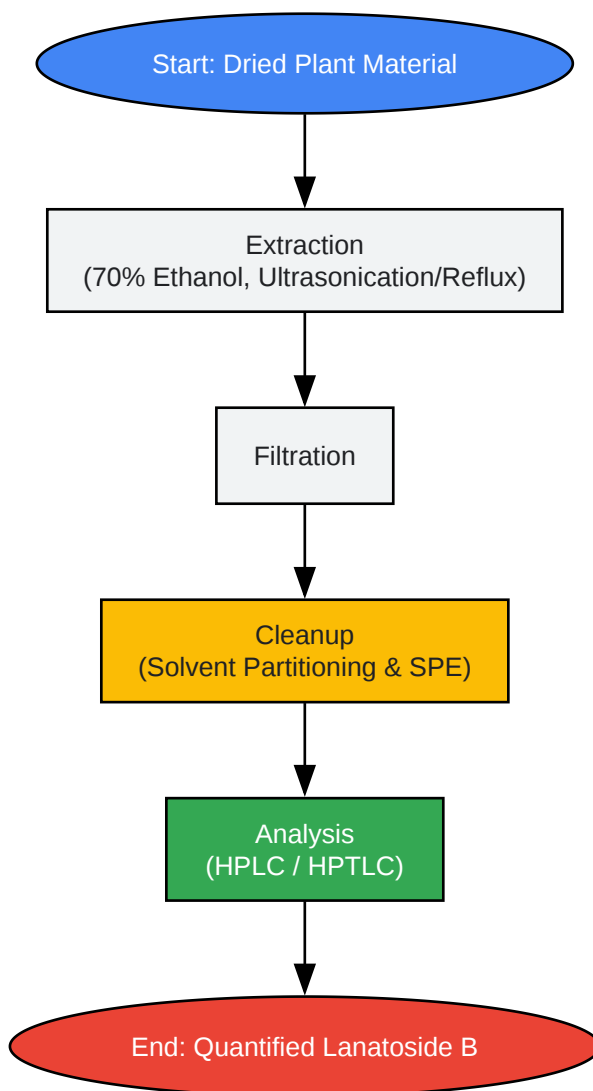 Start: Dried Plant Material
Extraction
(70% Ethanol, Ultrasonication/Reflux)
Filtration
Cleanup
(Solvent Partitioning & SPE)
Analysis
(HPLC / HPTLC)
End: Quantified Lanatoside B